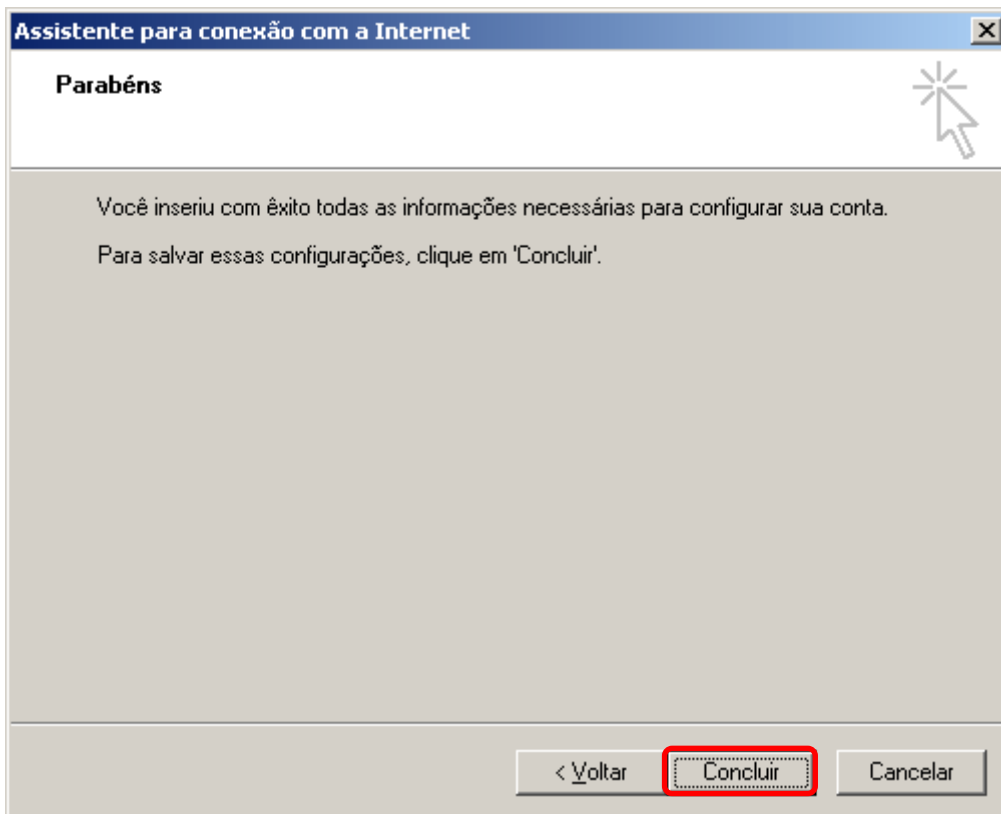 Assistente para conexão com a Internet
Parabéns
Você inseriu com êxito todas as informações necessárias para configurar sua conta.
Para salvar essas configurações, clique em 'Concluir'.
< Voltar Concluir Cancelar